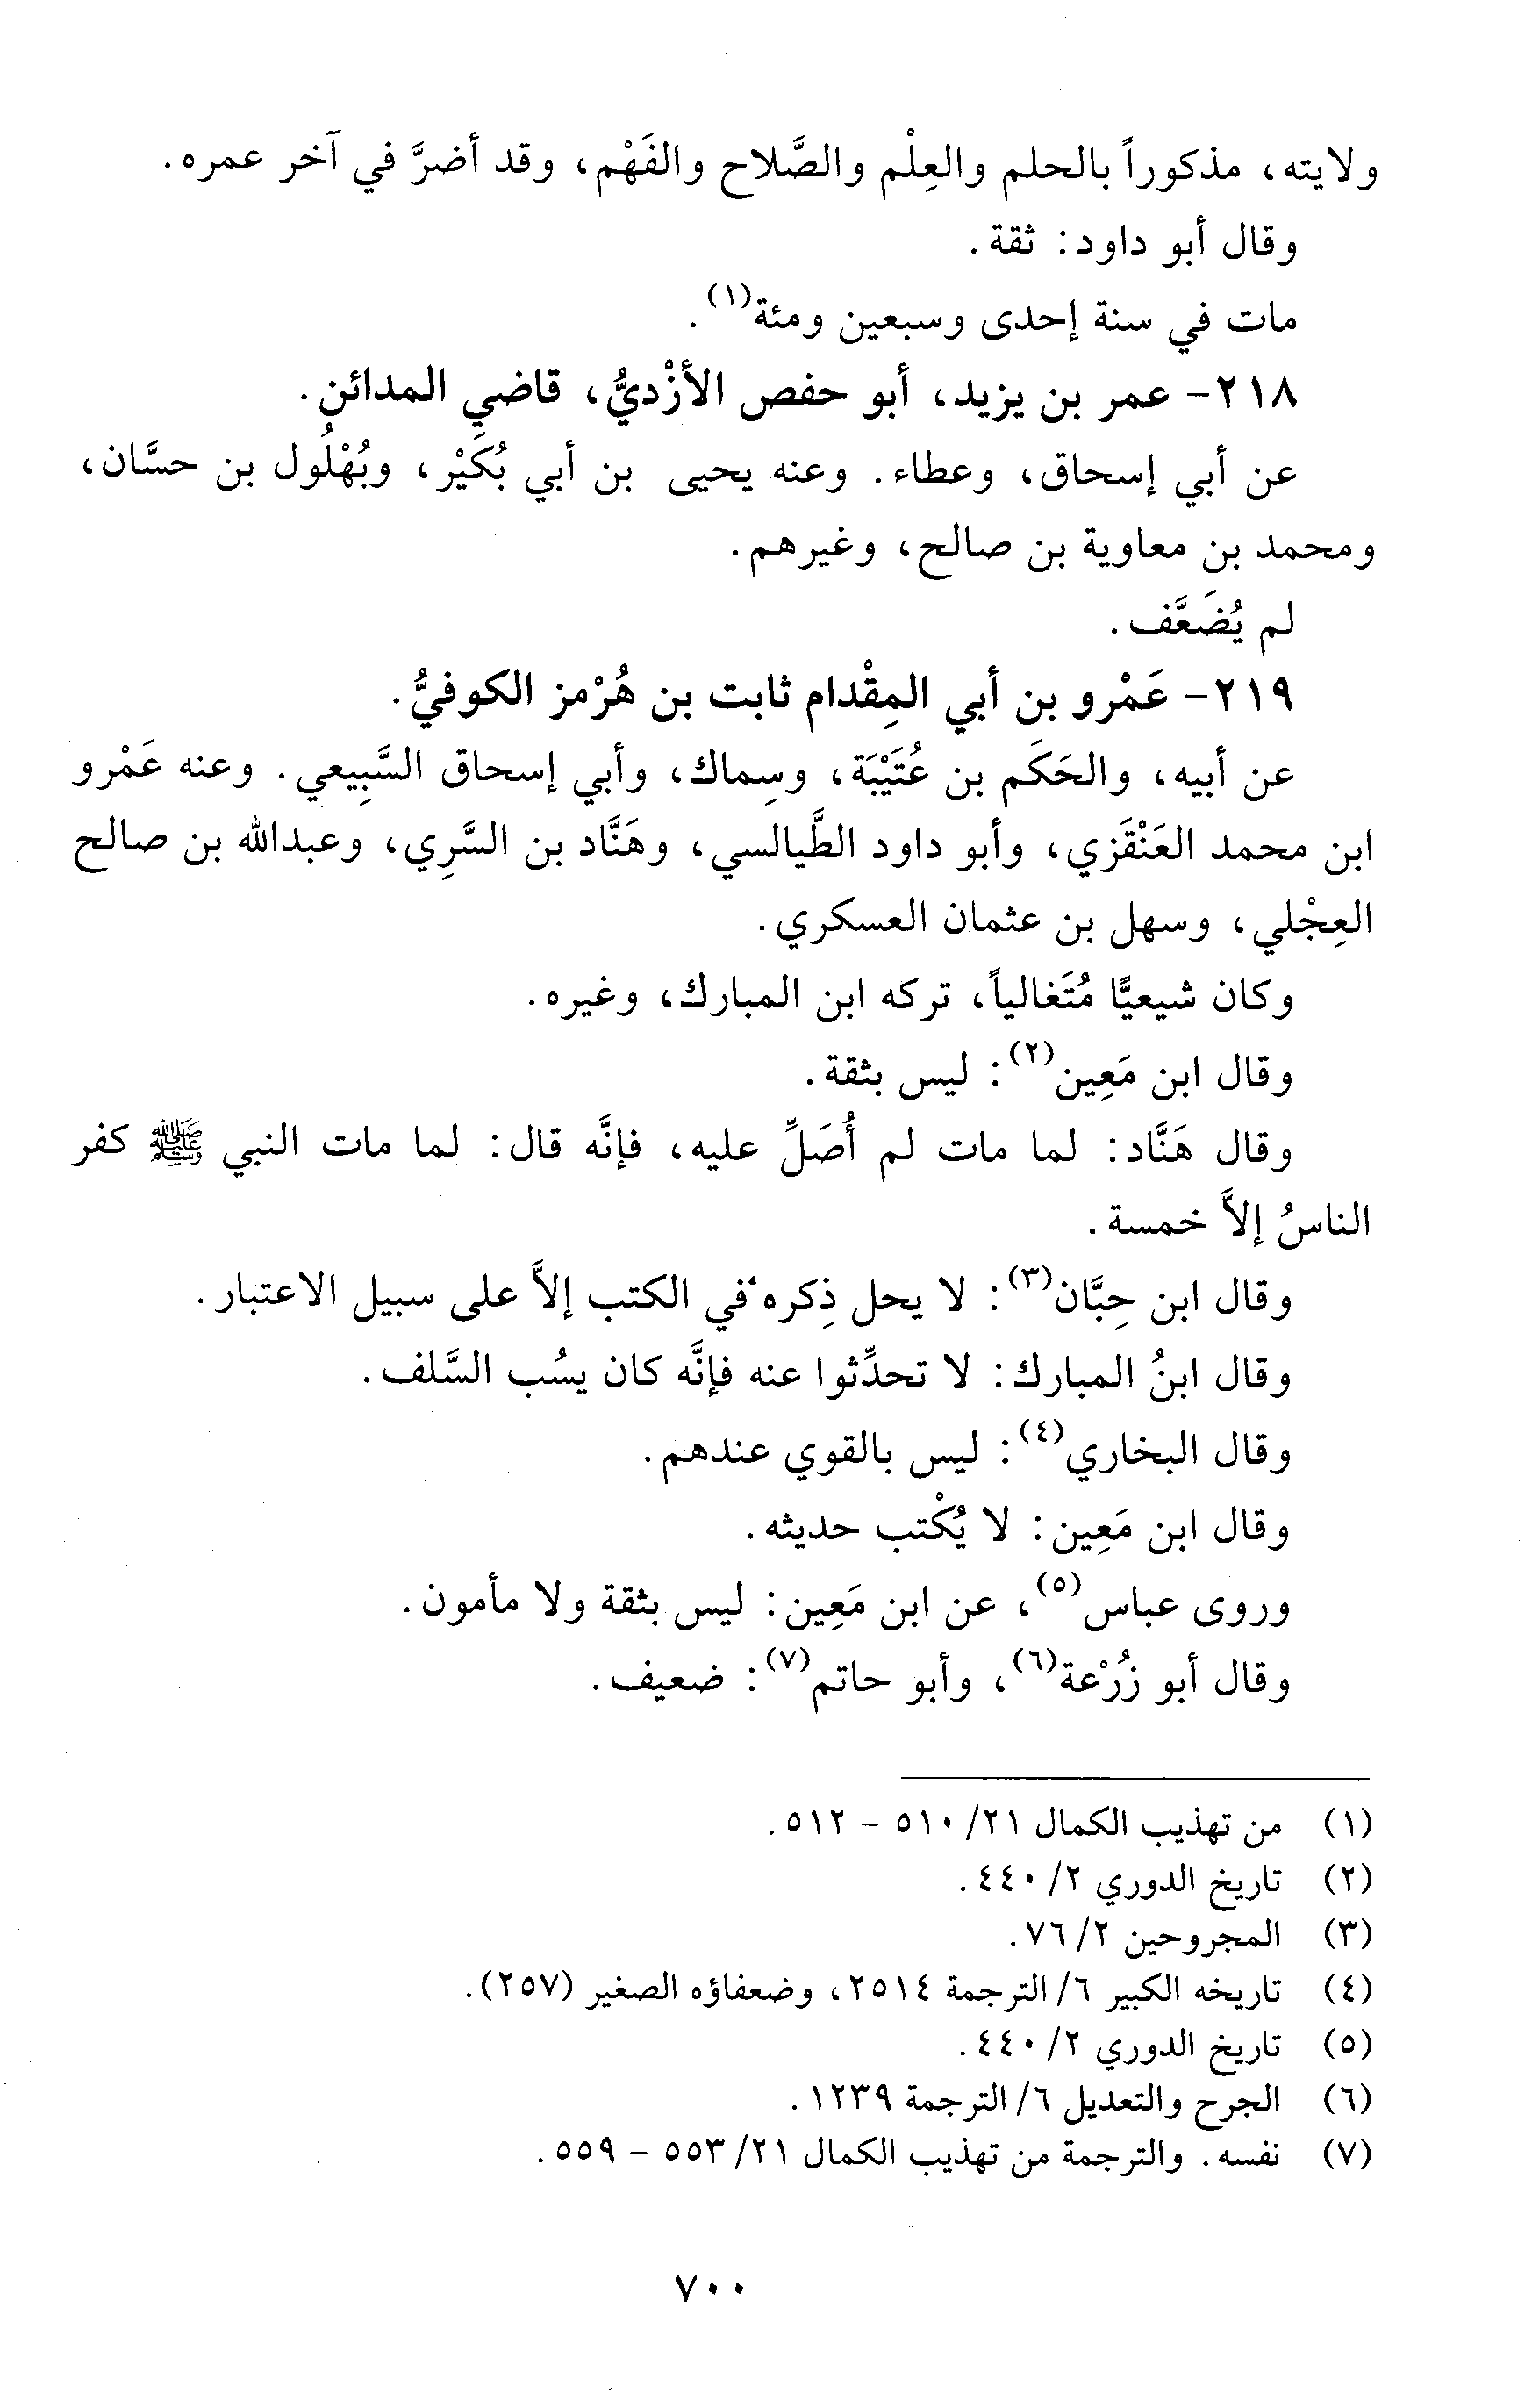 ولايته، مذكوراً بالحلم والعِلْم والصَّلاح والفَهْم، وقد أضرَّ في آخر عمره.
وقال أبو داود: ثقة.
مات في سنة إحدى وسبعين ومئة(١).
٢١٨- عمر بن يزيد، أبو حفص الأزْديُّ، قاضي المدائن.
عن أبي إسحاق، وعطاء. وعنه يحيى بن أبي بُكَيْر، وبُهْلُول بن حسَّان،
ومحمد بن معاوية بن صالح، وغيرهم.
لم يُضَعَّف.
٢١٩- عَمْرو بن أبي المِقْدام ثابت بن هُرْمز الكوفيُّ.
عن أبيه، والحَكَم بن عُتَيْبَة، وسِماك، وأبي إسحاق السَّبِيعي. وعنه عَمْرو
ابن محمد العَنْقَزي، وأبو داود الطَّيالسي، وهَنَّاد بن السَّرِي، وعبدالله بن صالح
العِجْلي، وسهل بن عثمان العسكري.
وكان شيعيًّا مُتَغالياً، تركه ابن المبارك، وغيره.
وقال ابن مَعِين(٢): ليس بثقة.
وقال هَنَّاد: لما مات لم أُصَلِّ عليه، فإنَّه قال: لما مات النبي ﷺ كفر
الناسُ إلاَّ خمسة.
وقال ابن حِبَّان(٣): لا يحل ذِكره في الكتب إلاَّ على سبيل الاعتبار.
وقال ابنُ المبارك: لا تحدِّثوا عنه فإنَّه كان يسُب السَّلف.
وقال البخاري(٤): ليس بالقوي عندهم.
وقال ابن مَعِين: لا يُكْتب حديثه.
وروى عباس(٥)، عن ابن مَعِين: ليس بثقة ولا مأمون.
وقال أبو زُرْعة(٦)، وأبو حاتم(٧): ضعيف.
(١) من تهذيب الكمال ٢١/ ٥١٠ - ٥١٢.
(٢) تاريخ الدوري ٢/ ٤٤٠.
(٣) المجروحين ٢/ ٧٦.
(٤) تاريخه الكبير ٦/ الترجمة ٢٥١٤، وضعفاؤه الصغير (٢٥٧).
(٥) تاريخ الدوري ٢/ ٤٤٠.
(٦) الجرح والتعديل ٦/ الترجمة ١٢٣٩.
(٧) نفسه. والترجمة من تهذيب الكمال ٢١/ ٥٥٣ - ٥٥٩.
٧٠٠